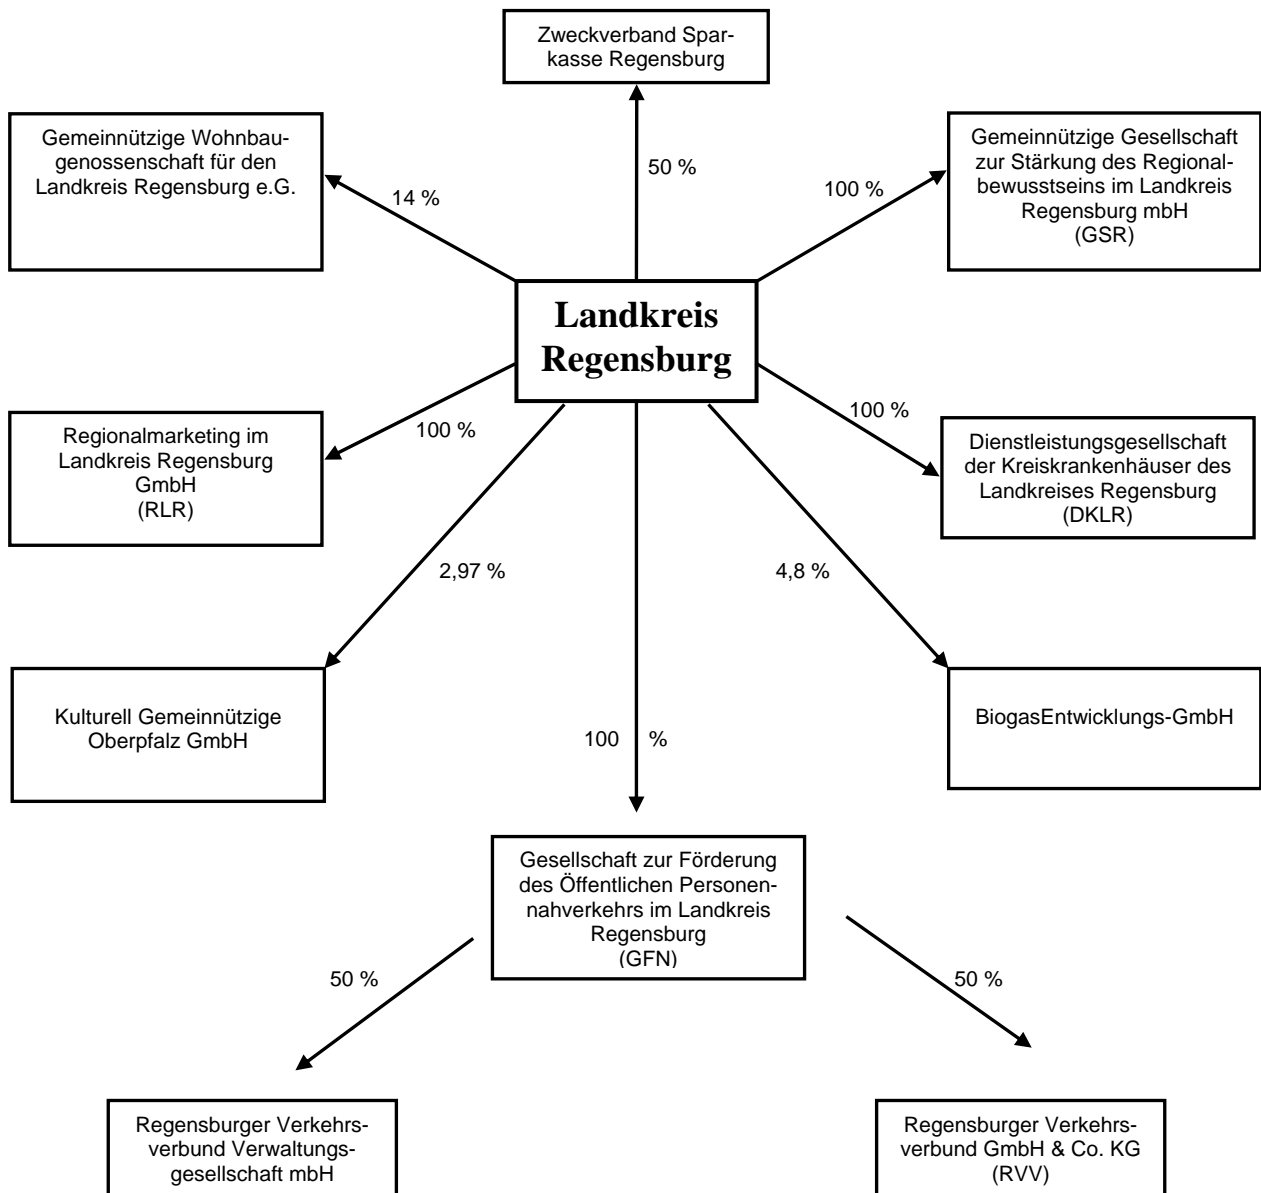 Zweckverband Spar-
kasse Regensburg
Gemeinnützige Wohnbau-
genossenschaft für den
Landkreis Regensburg e.G.
Gemeinnützige Gesellschaft
zur Stärkung des Regional-
bewusstseins im Landkreis
Regensburg mbH
(GSR)
50 %
14 %
100 %
Landkreis
Regensburg
100 %
100 %
Regionalmarketing im
Landkreis Regensburg
GmbH
(RLR)
Dienstleistungsgesellschaft
der Kreiskrankenhäuser des
Landkreises Regensburg
(DKLR)
2,97 %
4,8 %
Kulturell Gemeinnützige
Oberpfalz GmbH
BiogasEntwicklungs-GmbH
100 %
Gesellschaft zur Förderung
des Öffentlichen Personen-
nahverkehrs im Landkreis
Regensburg
(GFN)
50 %
50 %
Regensburger Verkehrs-
verbund Verwaltungs-
gesellschaft mbH
Regensburger Verkehrs-
verbund GmbH & Co. KG
(RVV)